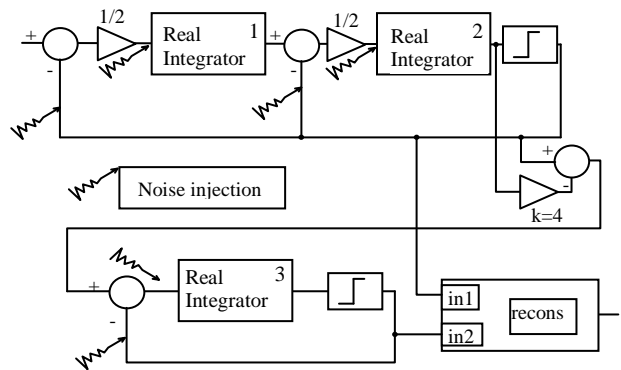 1/2
+
-
Real
Integrator
1
+
-
1/2
Real
Integrator
2
+
-
k=4
Noise injection
+
-
Real
Integrator
3
in1
in2
recons